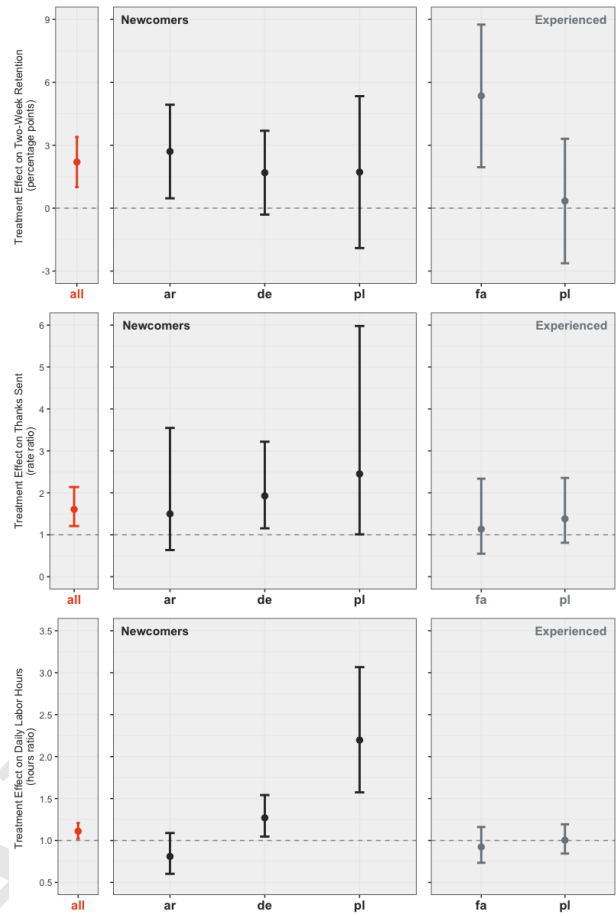 Treatment Effect on Two-Week Retention
(percentage points)
9
6
3
0
-3
Newcomers
Experienced
all
ar
de
pl
fa
pl
Treatment Effect on Thanks Sent
(rate ratio)
6
5
4
3
2
1
0
Newcomers
Experienced
all
ar
de
pl
fa
pl
Treatment Effect on Daily Labor Hours
(hours ratio)
3.5
3.0
2.5
2.0
1.5
1.0
0.5
Newcomers
Experienced
all
ar
de
pl
fa
pl